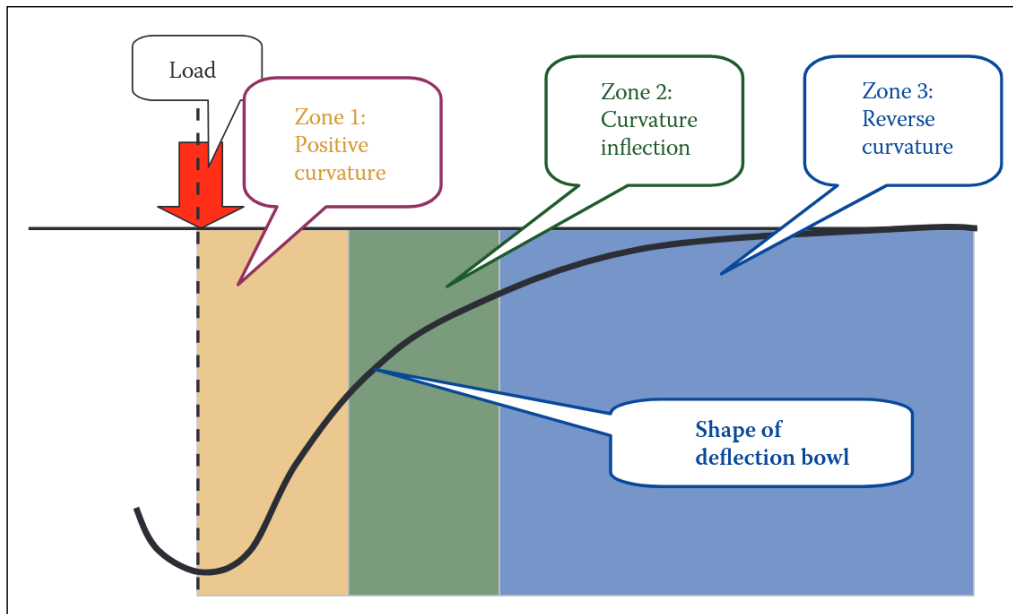 Load
Zone 1:
Positive
curvature
Zone 2:
Curvature
inflection
Zone 3:
Reverse
curvature
Shape of
deflection bowl